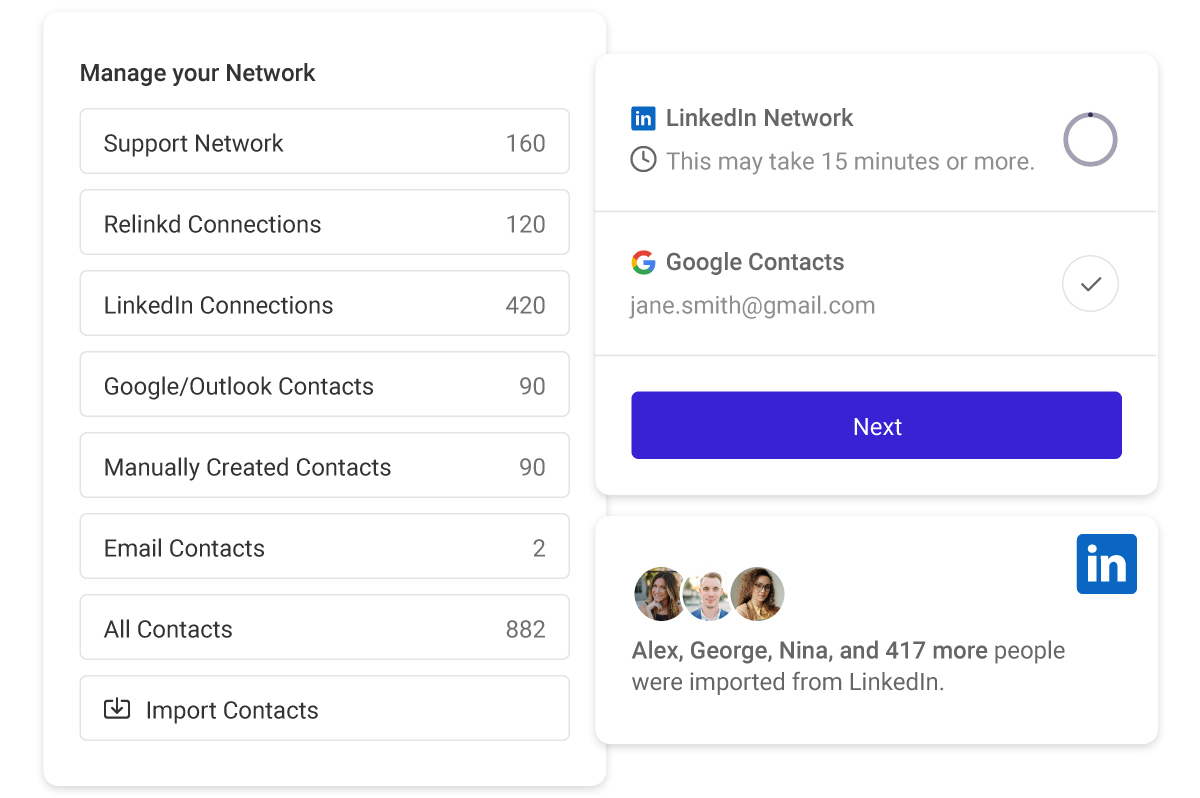 Manage your Network
Support Network 160
Relinkd Connections 120
LinkedIn Connections 420
Google/Outlook Contacts 90
Manually Created Contacts 90
Email Contacts 2
All Contacts 882
Import Contacts
in LinkedIn Network
This may take 15 minutes or more.
G Google Contacts
jane.smith@gmail.com
Next
in
Alex, George, Nina, and 417 more people
were imported from LinkedIn.